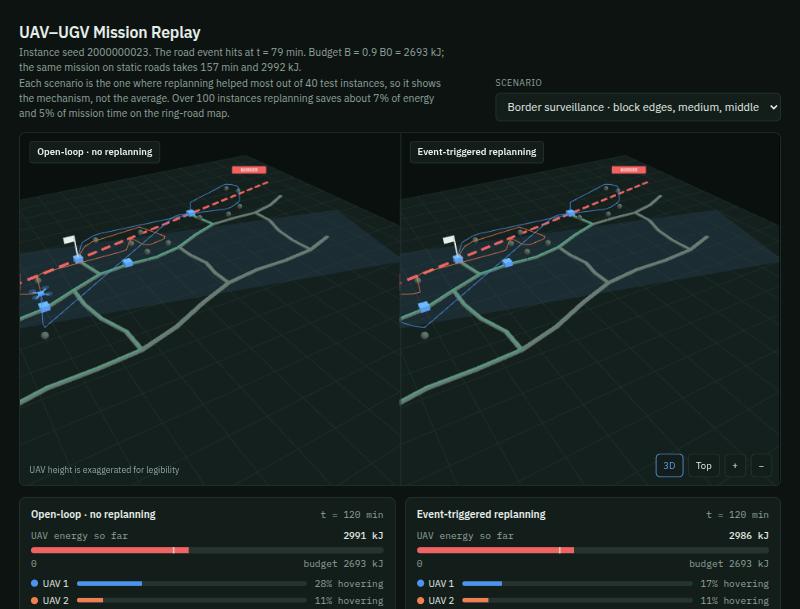 UAV–UGV Mission Replay
Instance seed 2000000023. The road event hits at t = 79 min. Budget B = 0.9 B0 = 2693 kJ;
the same mission on static roads takes 157 min and 2992 kJ.
Each scenario is the one where replanning helped most out of 40 test instances, so it shows
the mechanism, not the average. Over 100 instances replanning saves about 7% of energy
and 5% of mission time on the ring-road map.
SCENARIO
Border surveillance · block edges, medium, middle
Open-loop · no replanning
Event-triggered replanning
BORDER
BORDER
UAV height is exaggerated for legibility
3D
Top
+
−
Open-loop · no replanning
t = 120 min
UAV energy so far
2991 kJ
0
budget 2693 kJ
UAV 1
28% hovering
UAV 2
11% hovering
Event-triggered replanning
t = 120 min
UAV energy so far
2986 kJ
0
budget 2693 kJ
UAV 1
17% hovering
UAV 2
11% hovering